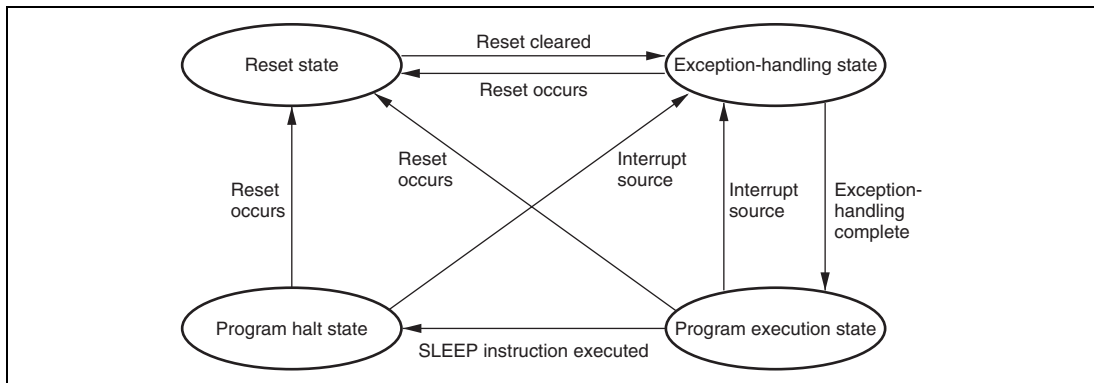 Reset cleared
Reset state
Exception-handling state
Reset occurs
Reset
occurs
Interrupt
source
Reset
occurs
Interrupt
source
Exception-
handling
complete
Program halt state
Program execution state
SLEEP instruction executed